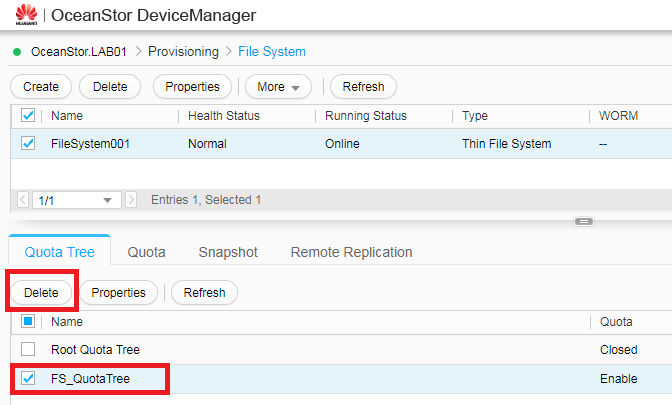 HUAWEI OceanStor DeviceManager
OceanStor.LAB01 > Provisioning > File System
Create Delete Properties More Refresh
Name Health Status Running Status Type WORM
FileSystem001 Normal Online Thin File System --
1/1 Entries 1, Selected 1
Quota Tree Quota Snapshot Remote Replication
Delete Properties Refresh
Name Quota
Root Quota Tree Closed
FS_QuotaTree Enable